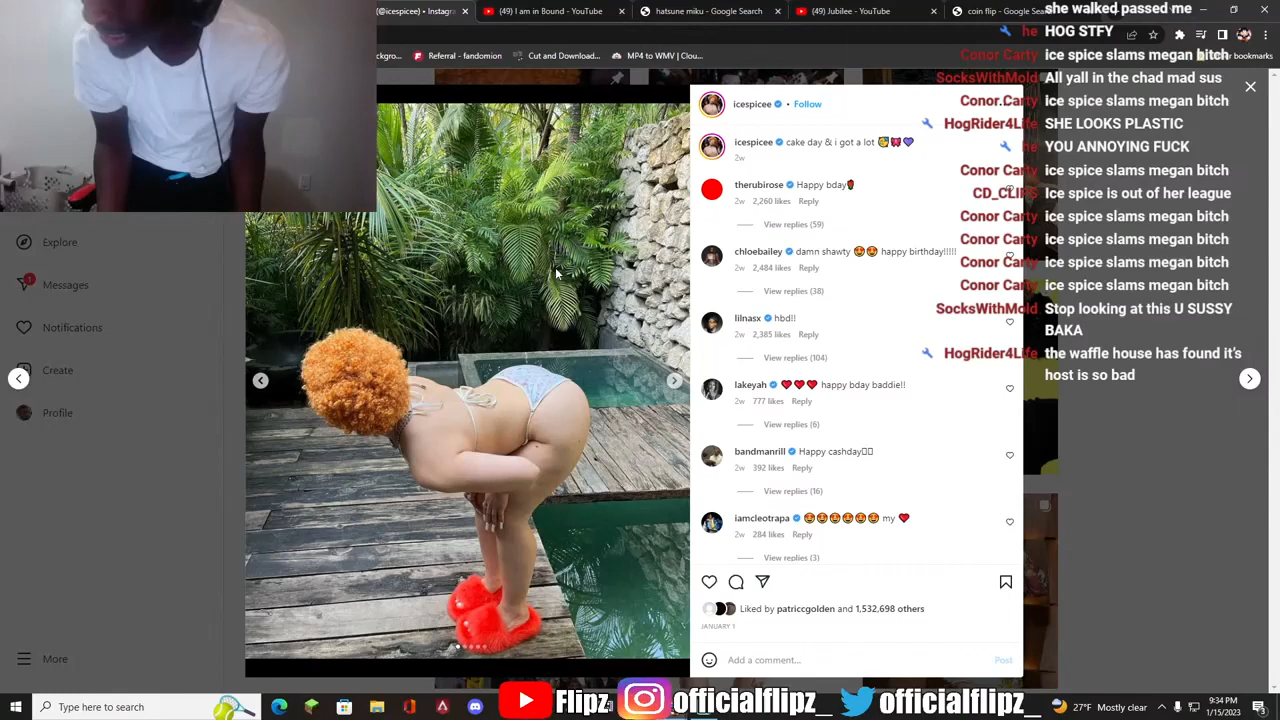 (@icespicee) • Instag
(49) I am in Bound - YouTube
hatsune miku - Google Search
(49) Jubilee - YouTube
coin flip
kgro...
Referral - fandomion
Cut and Download...
MP4 to WMV | Clou...
bookmarks
she walked passed me
he HOG STFY
Conor Carty ice spice slams megan bitch
SocksWithMold All yall in the chad mad sus
Conor Carty ice spice slams megan bitch
HogRider4Life SHE LOOKS PLASTIC
he YOU ANNOYING FUCK
Conor Carty ice spice slams megan bitch
CD_CLIPS Ice spice is out of her league
Conor Carty ice spice slams megan bitch
Conor Carty ice spice slams megan bitch
Conor Carty ice spice slams megan bitch
Conor Carty ice spice slams megan bitch
SocksWithMold Stop looking at this U SUSSY
BAKA
HogRider4Life the waffle house has found it's
host is so bad
Explore
1
Messages
Notifications
Create
Profile
More
icespicee • Follow
icespicee cake day & i got a lot 🥳🎀💜
2w
therubirose Happy bday🌹
2w 2,260 likes Reply
View replies (59)
chloebailey damn shawty 😍😍 happy birthday!!!!!
2w 2,484 likes Reply
View replies (38)
lilnasx hbd!!
2w 2,385 likes Reply
View replies (104)
lakeyah ❤️❤️❤️ happy bday baddie!!
2w 777 likes Reply
View replies (6)
bandmanrill Happy cashday
2w 392 likes Reply
View replies (16)
iamcleotrapa 😍😍😍😍😍😍 my ❤️
2w 284 likes Reply
View replies (3)
Liked by patriccgolden and 1,532,698 others
JANUARY 1
Add a comment...
Post
Flipz officialflipz_ officialflipz_
Type here to search
27°F Mostly clear
9:34 PM
1/15/2023